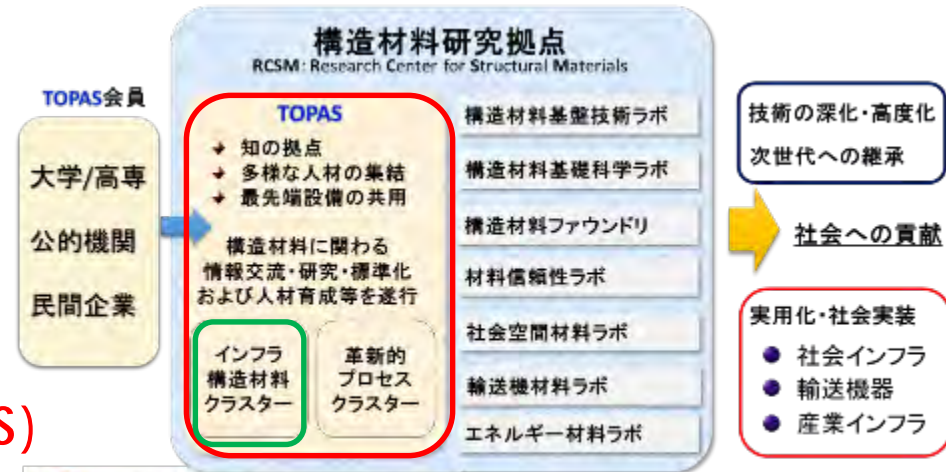 構造材料研究拠点
RCSM: Research Center for Structural Materials
TOPAS会員
大学/高専
公的機関
民間企業
TOPAS
知の拠点
多様な人材の集結
最先端設備の共用
構造材料に関わる
情報交流・研究・標準化
および人材育成等を遂行
インフラ
構造材料
クラスター
革新的
プロセス
クラスター
構造材料基盤技術ラボ
構造材料基礎科学ラボ
構造材料ファウンドリ
材料信頼性ラボ
社会空間材料ラボ
輸送機材料ラボ
エネルギー材料ラボ
技術の深化・高度化
次世代への継承
社会への貢献
実用化・社会実装
社会インフラ
輸送機器
産業インフラ
S)